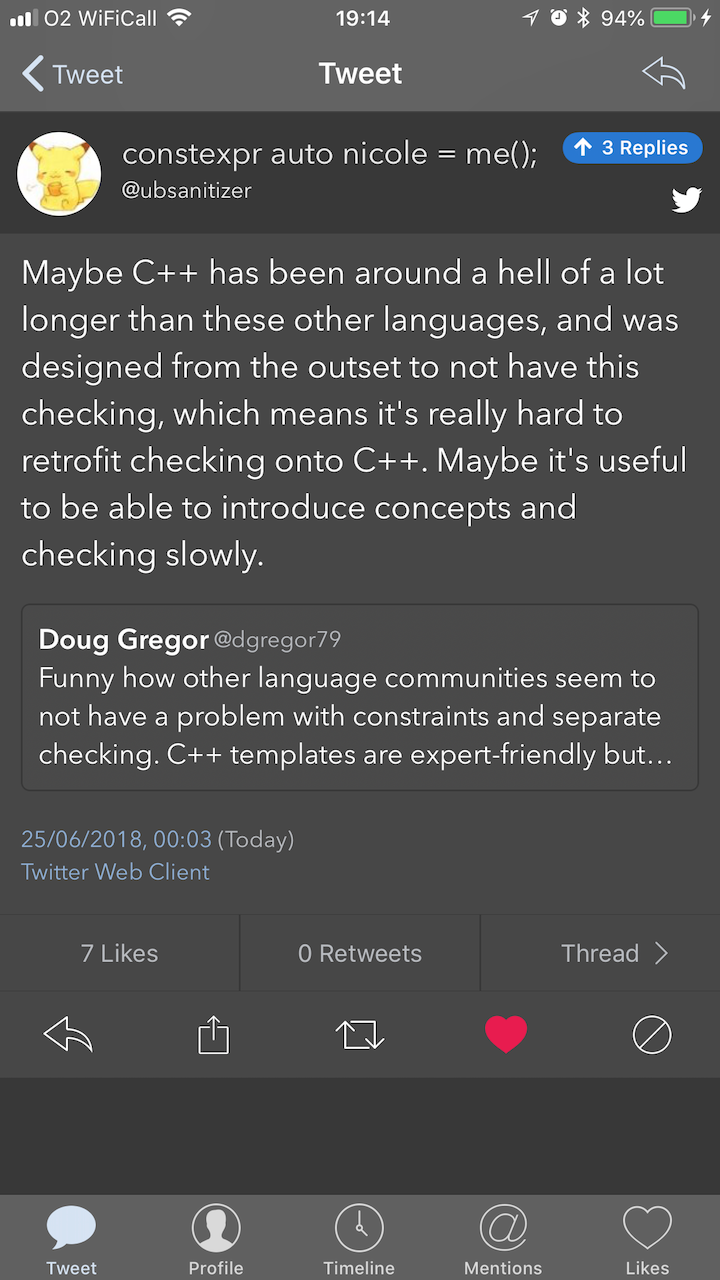 O2 WiFiCall 19:14 94%
Tweet Tweet
constexpr auto nicole = me(); 3 Replies
@ubsanitizer
Maybe C++ has been around a hell of a lot
longer than these other languages, and was
designed from the outset to not have this
checking, which means it's really hard to
retrofit checking onto C++. Maybe it's useful
to be able to introduce concepts and
checking slowly.
Doug Gregor @dgregor79
Funny how other language communities seem to
not have a problem with constraints and separate
checking. C++ templates are expert-friendly but…
25/06/2018, 00:03 (Today)
Twitter Web Client
7 Likes 0 Retweets Thread
Tweet Profile Timeline Mentions Likes